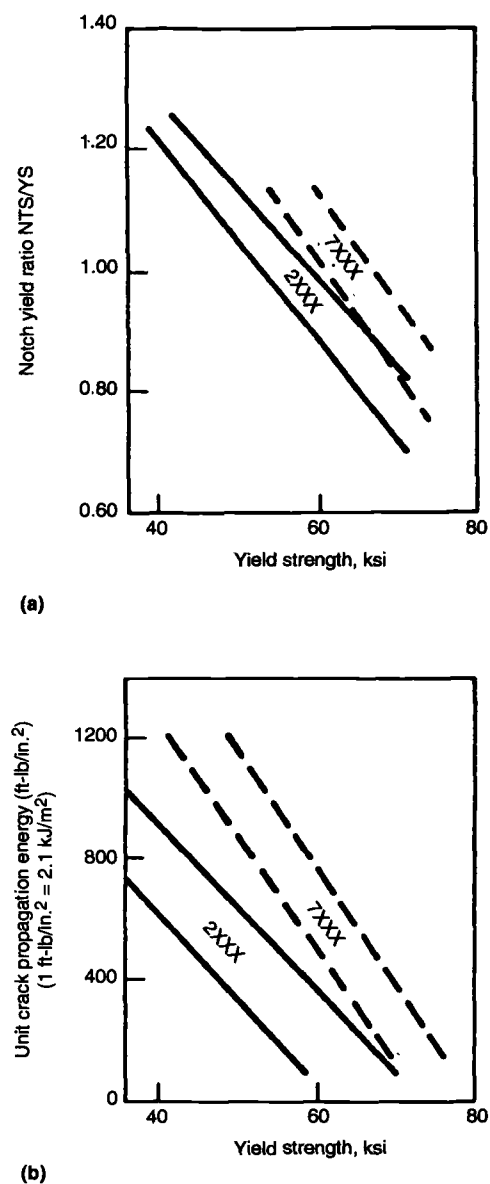 1.40
1.20
1.00
0.80
0.60
Notch yield ratio NTS/YS
7XXX
2XXX
40
60
80
Yield strength, ksi
(a)
1200
800
400
0
Unit crack propagation energy (ft-lb/in.²)
(1 ft-lb/in.² = 2.1 kJ/m²)
7XXX
2XXX
40
60
80
Yield strength, ksi
(b)